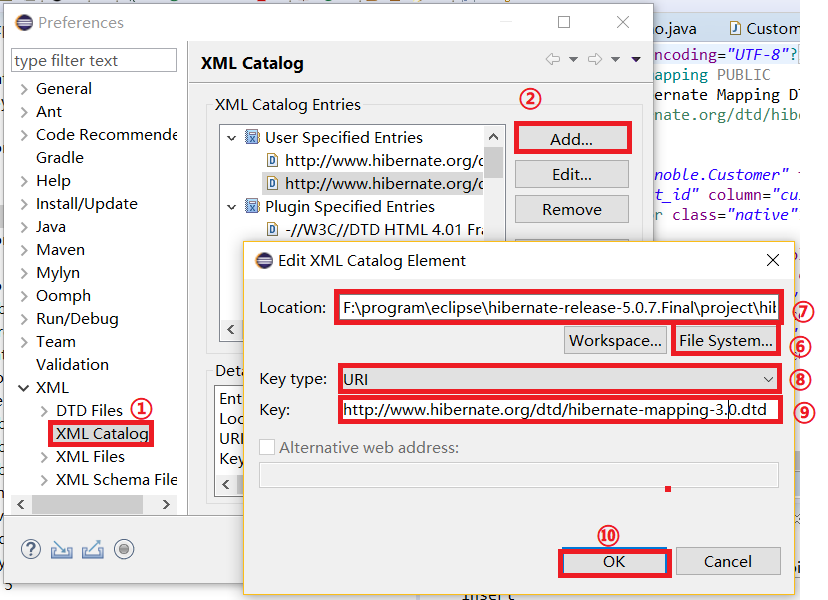 Preferences
type filter text
General
Ant
Code Recommende
Gradle
Help
Install/Update
Java
Maven
Mylyn
Oomph
Run/Debug
Team
Validation
XML
DTD Files ①
XML Catalog
XML Files
XML Schema File
XML Catalog
XML Catalog Entries
②
User Specified Entries
http://www.hibernate.org/d
http://www.hibernate.org/d
Plugin Specified Entries
-//W3C//DTD HTML 4.01 Fra
Add...
Edit...
Remove
Deta
Ent
Loc
URI
Key
Edit XML Catalog Element
Location: F:\program\eclipse\hibernate-release-5.0.7.Final\project\hib ⑦
Workspace... File System... ⑥
Key type: URI ⑧
Key: http://www.hibernate.org/dtd/hibernate-mapping-3.0.dtd ⑨
Alternative web address:
⑩
OK Cancel
o.java Custom
ncoding="UTF-8"?
apping PUBLIC
bernate Mapping DT
ernate.org/dtd/hibe
noble.Customer" t
t_id" column="cu
r class="native"
insert